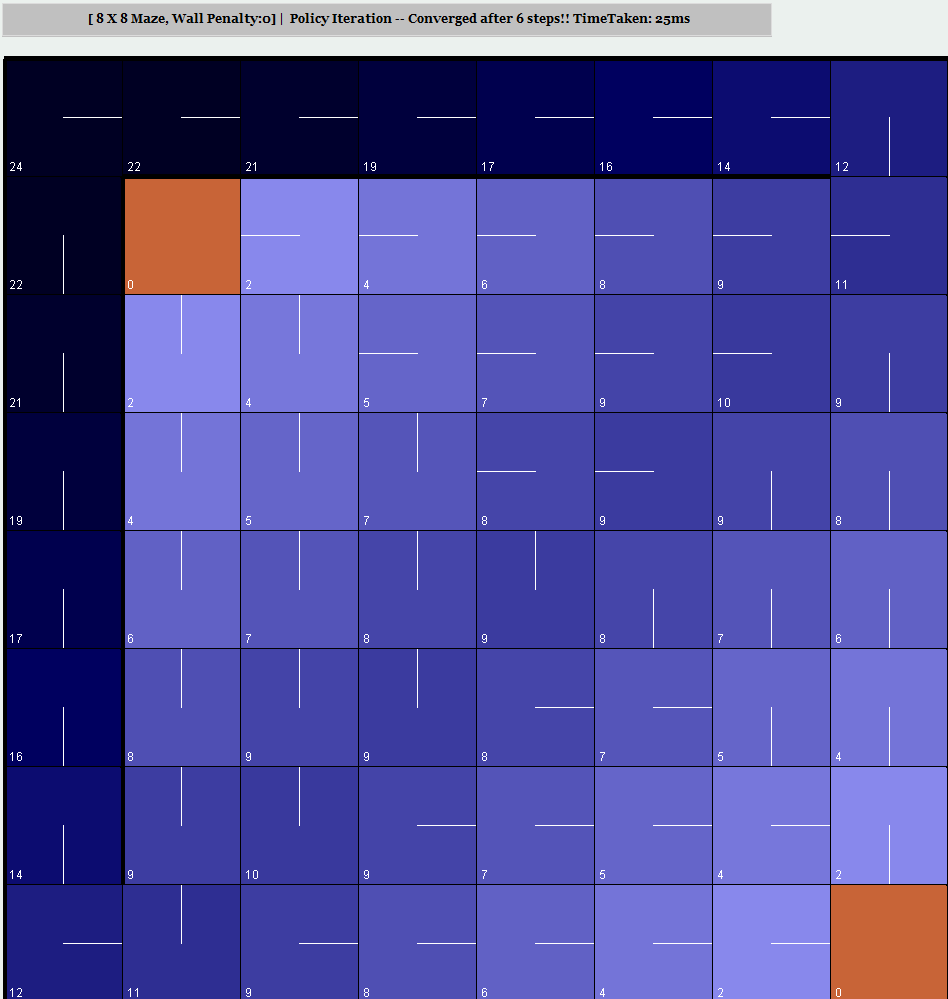 [ 8 X 8 Maze, Wall Penalty:0] | Policy Iteration -- Converged after 6 steps!! TimeTaken: 25ms
24 22 21 19 17 16 14 12
22 0 2 4 6 8 9 11
21 2 4 5 7 9 10 9
19 4 5 7 8 9 9 8
17 6 7 8 9 8 7 6
16 8 9 9 8 7 5 4
14 9 10 9 7 5 4 2
12 11 9 8 6 4 2 0